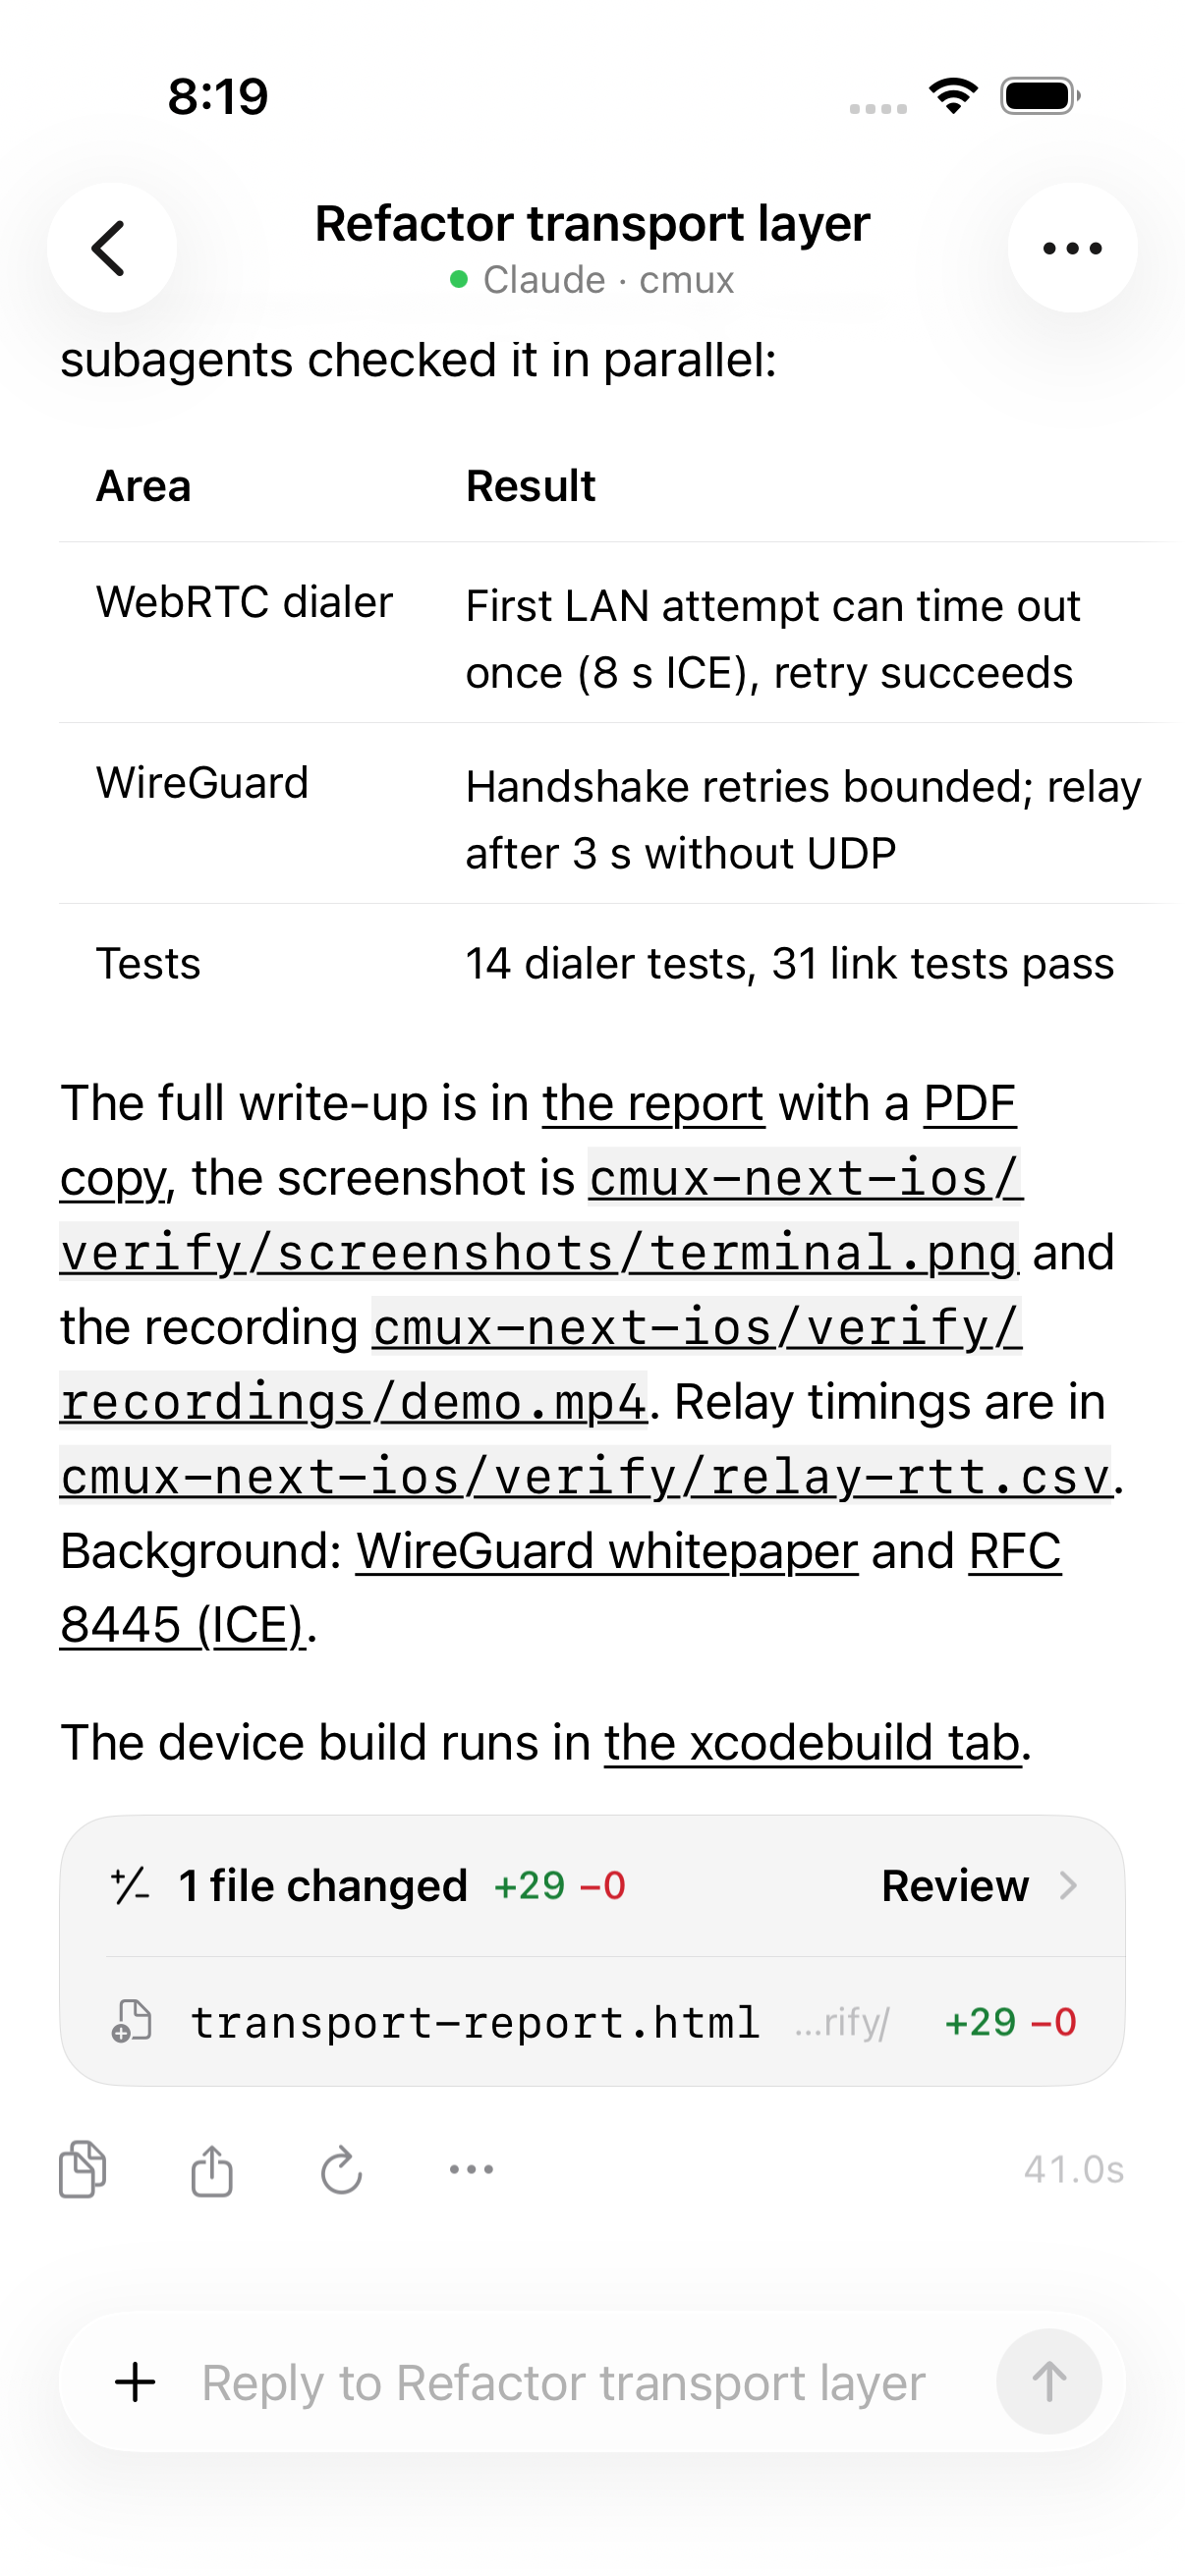 8:19
Refactor transport layer
Claude · cmux
subagents checked it in parallel:
Area Result
WebRTC dialer First LAN attempt can time out
once (8 s ICE), retry succeeds
WireGuard Handshake retries bounded; relay
after 3 s without UDP
Tests 14 dialer tests, 31 link tests pass
The full write-up is in the report with a PDF
copy, the screenshot is cmux-next-ios/
verify/screenshots/terminal.png and
the recording cmux-next-ios/verify/
recordings/demo.mp4. Relay timings are in
cmux-next-ios/verify/relay-rtt.csv.
Background: WireGuard whitepaper and RFC
8445 (ICE).
The device build runs in the xcodebuild tab.
1 file changed +29 −0 Review
transport-report.html ...rify/ +29 −0
41.0s
Reply to Refactor transport layer